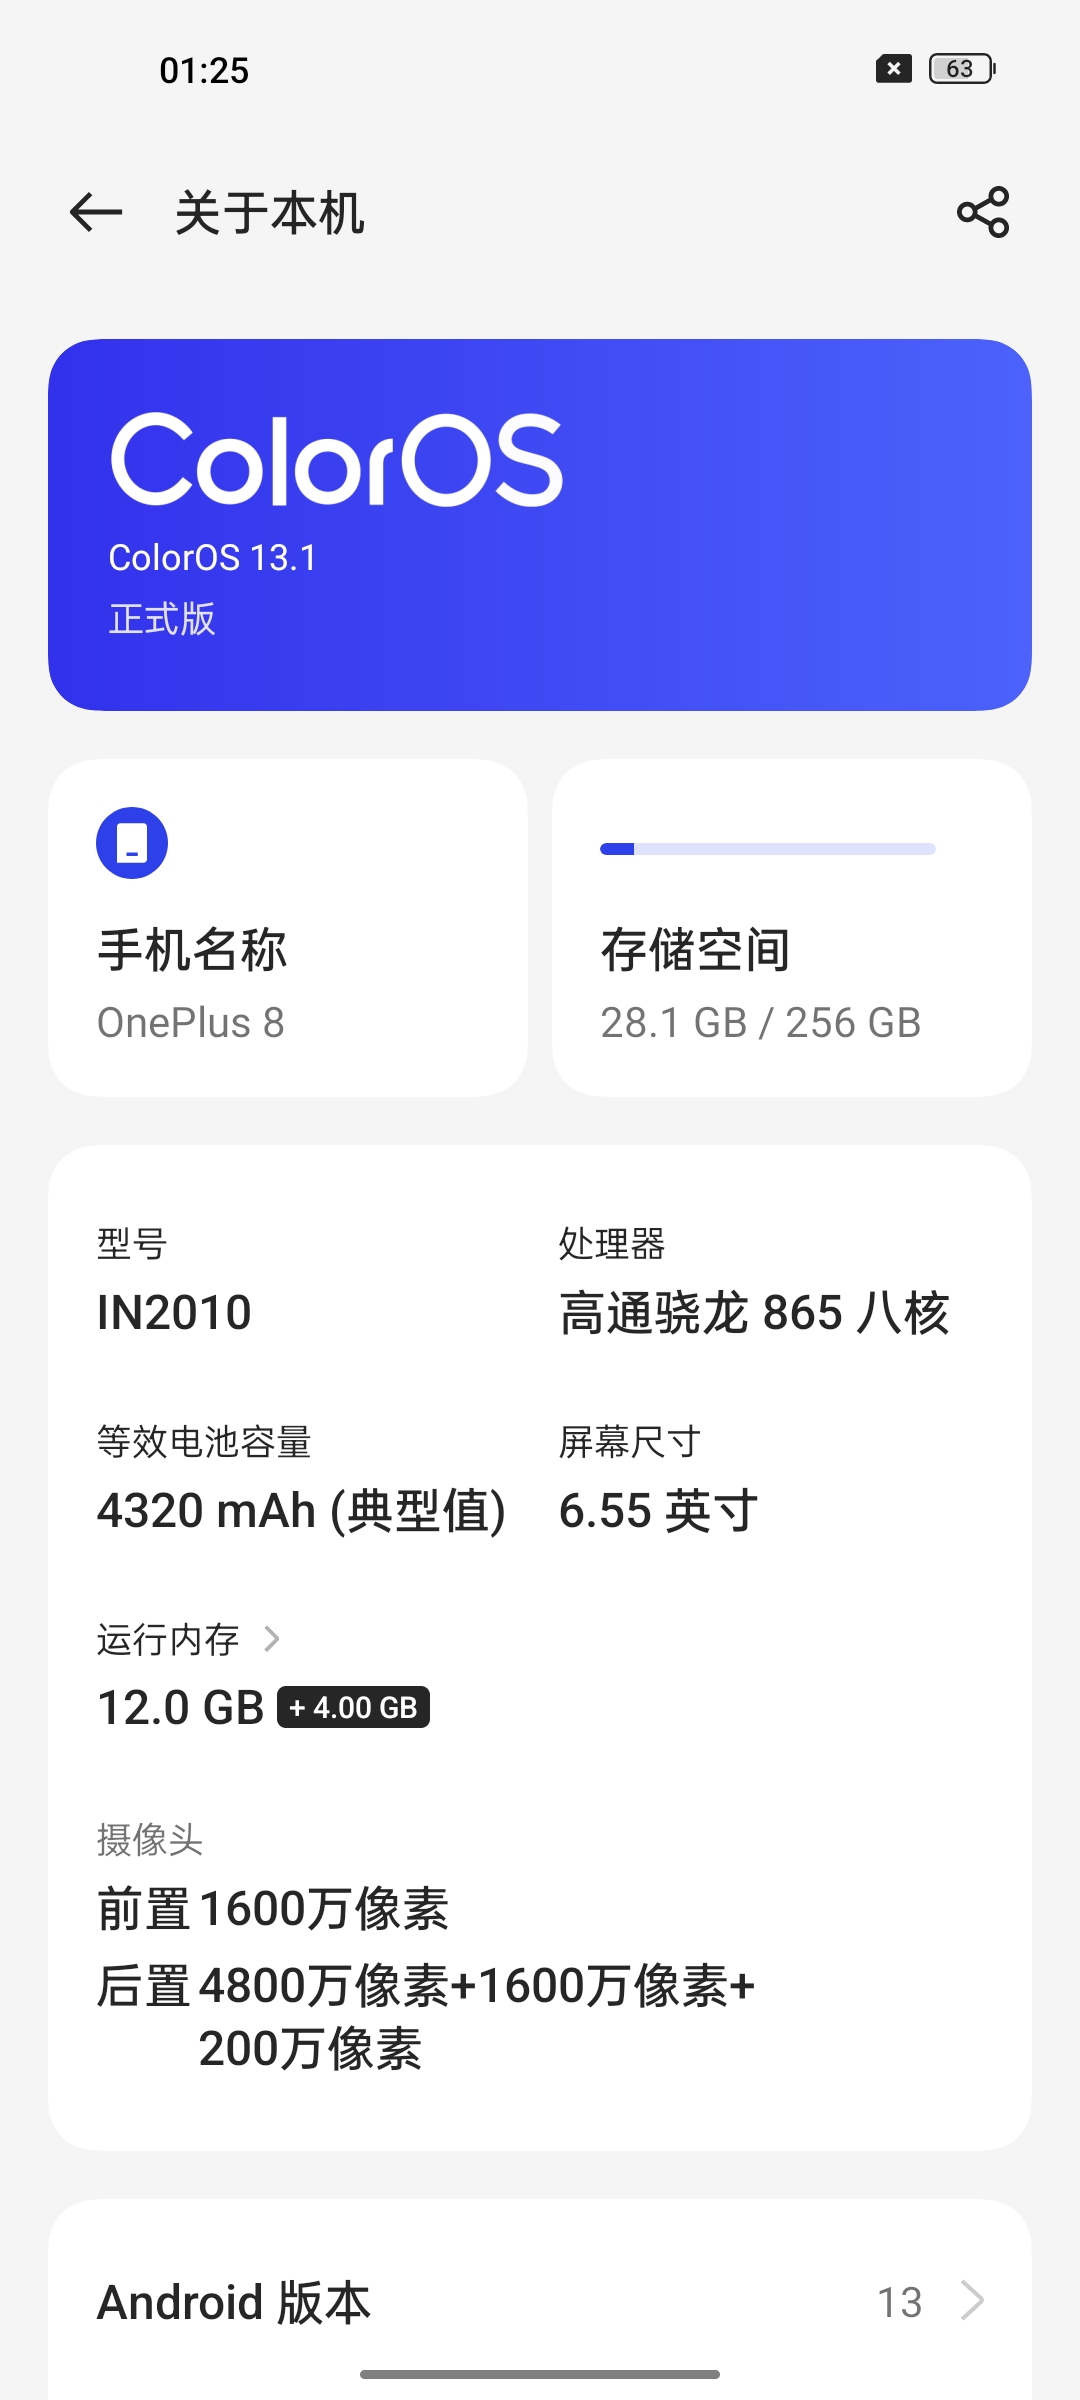 01:25
63
关于本机
ColorOS
ColorOS 13.1
正式版
手机名称
OnePlus 8
存储空间
28.1 GB / 256 GB
型号
IN2010
处理器
高通骁龙 865 八核
等效电池容量
4320 mAh (典型值)
屏幕尺寸
6.55 英寸
运行内存
12.0 GB + 4.00 GB
摄像头
前置 1600万像素
后置 4800万像素+1600万像素+
200万像素
Android 版本
13